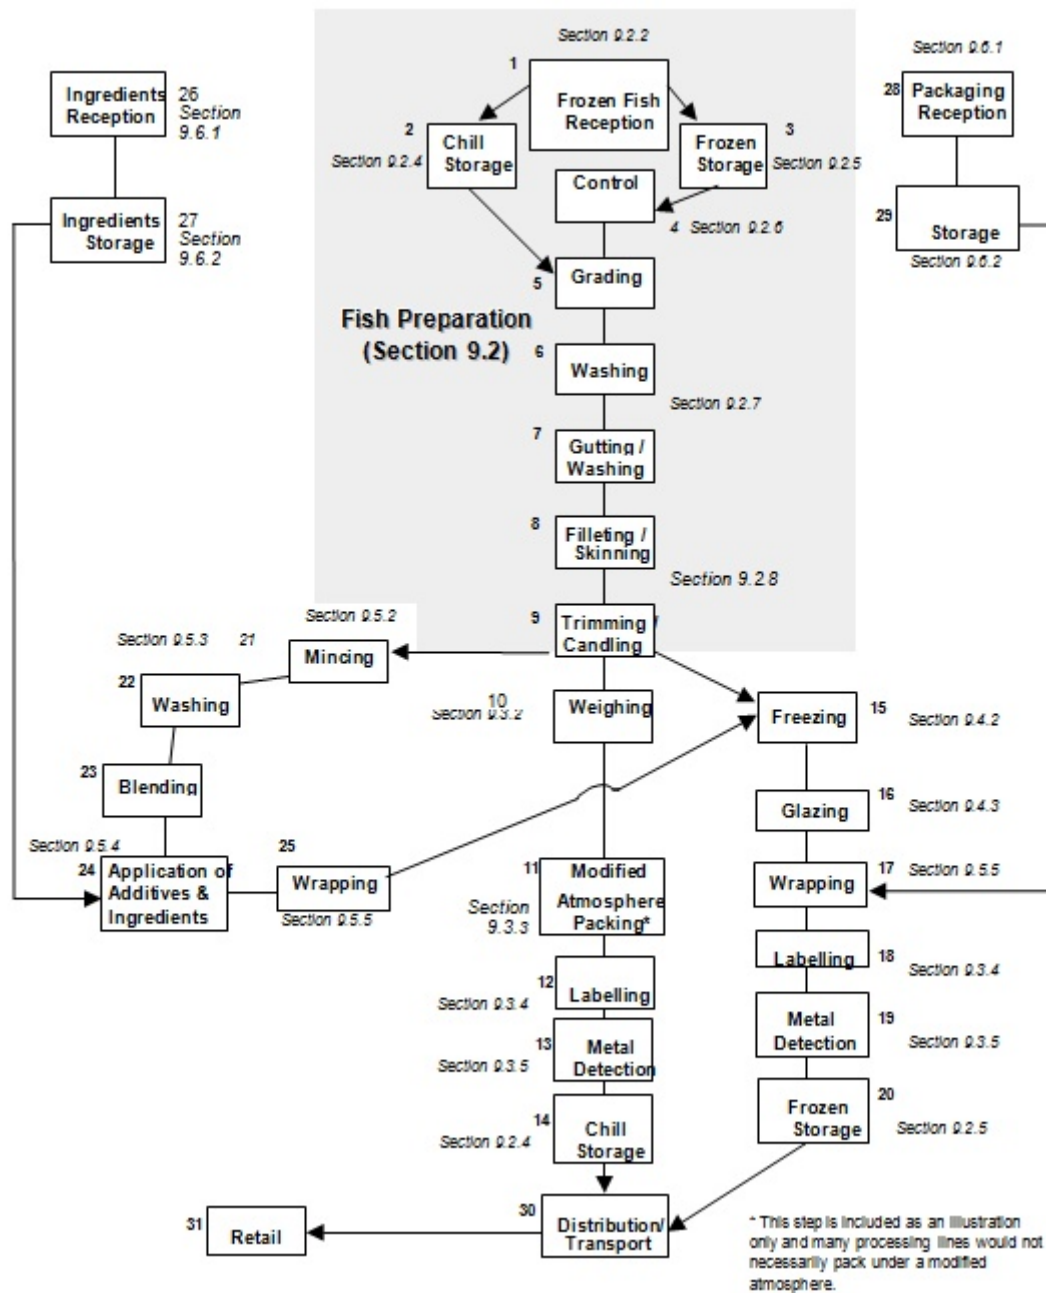 Section 9.2.2
Section 9.6.1
1
Frozen Fish
Reception
Ingredients
Reception
26
Section
9.6.1
28
Packaging
Reception
2
Chill
Storage
Section 9.2.4
3
Frozen
Storage
Section 9.2.5
Control
4 Section 9.2.6
Ingredients
Storage
27
Section
9.6.2
29
Storage
Section 9.6.2
5
Grading
Fish Preparation
(Section 9.2)
6
Washing
Section 9.2.7
7
Gutting /
Washing
8
Filleting /
Skinning
Section 9.2.8
9
Trimming /
Candling
Section 9.5.2
Section 9.5.3 21
Mincing
22
Washing
10
Section 9.3.2
Weighing
Freezing
15
Section 9.4.2
23
Blending
Glazing
16
Section 9.4.3
Section 9.5.4
24
Application of
Additives &
Ingredients
25
Wrapping
Section 9.5.5
11
Modified
Atmosphere
Packing*
Section
9.3.3
Wrapping
17
Section 9.5.5
12
Labelling
Section 9.3.4
Labelling
18
Section 9.3.4
13
Metal
Detection
Section 9.3.5
Metal
Detection
19
Section 9.3.5
14
Chill
Storage
Section 9.2.4
Frozen
Storage
20
Section 9.2.5
31
Retail
30
Distribution/
Transport
* This step is included as an illustration
only and many processing lines would not
necessarily pack under a modified
atmosphere.